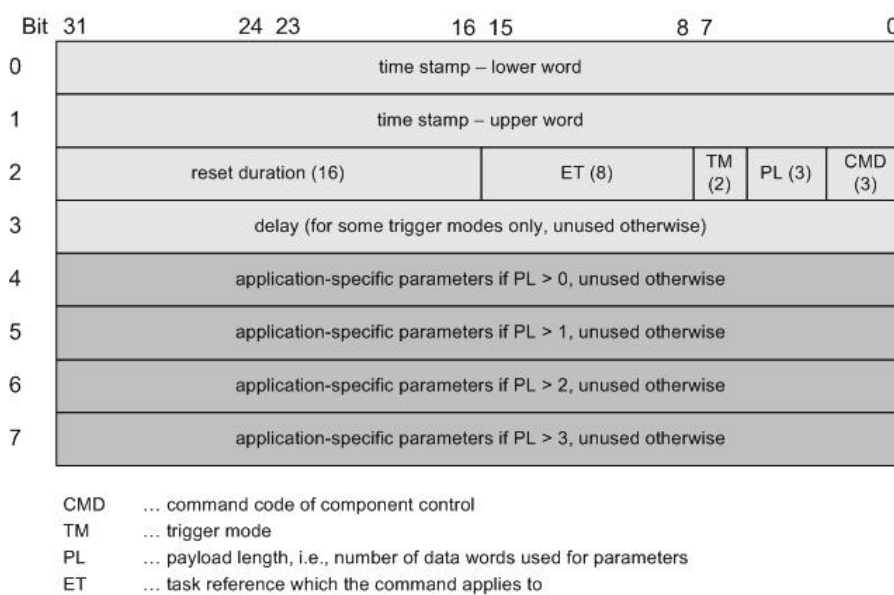 Bit 31 24 23 16 15 8 7 0
0 time stamp – lower word
1 time stamp – upper word
2 reset duration (16) ET (8) TM (2) PL (3) CMD (3)
3 delay (for some trigger modes only, unused otherwise)
4 application-specific parameters if PL > 0, unused otherwise
5 application-specific parameters if PL > 1, unused otherwise
6 application-specific parameters if PL > 2, unused otherwise
7 application-specific parameters if PL > 3, unused otherwise
CMD … command code of component control
TM … trigger mode
PL … payload length, i.e., number of data words used for parameters
ET … task reference which the command applies to